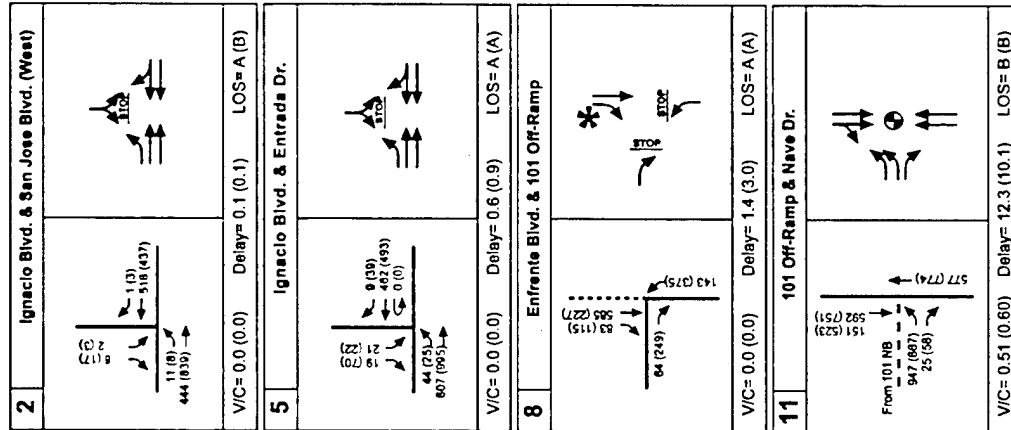 2 Ignacio Blvd. & San Jose Blvd. (West)
6 (17)
2 (3)
1 (3)
518 (437)
11 (8)
444 (839)
STOP
V/C= 0.0 (0.0) Delay= 0.1 (0.1) LOS= A (B)
5 Ignacio Blvd. & Entrada Dr.
19 (70)
21 (22)
9 (39)
462 (493)
0 (0)
44 (25)
607 (995)
STOP
V/C= 0.0 (0.0) Delay= 0.6 (0.9) LOS= A (A)
8 Enfrente Blvd. & 101 Off-Ramp
83 (115)
585 (227)
64 (249)
143 (375)
STOP
STOP
V/C= 0.0 (0.0) Delay= 1.4 (3.0) LOS= A (A)
11 101 Off-Ramp & Nave Dr.
151 (523)
592 (751)
From 101 NB
947 (687)
25 (58)
577 (774)
V/C= 0.51 (0.60) Delay= 12.3 (10.1) LOS= B (B)